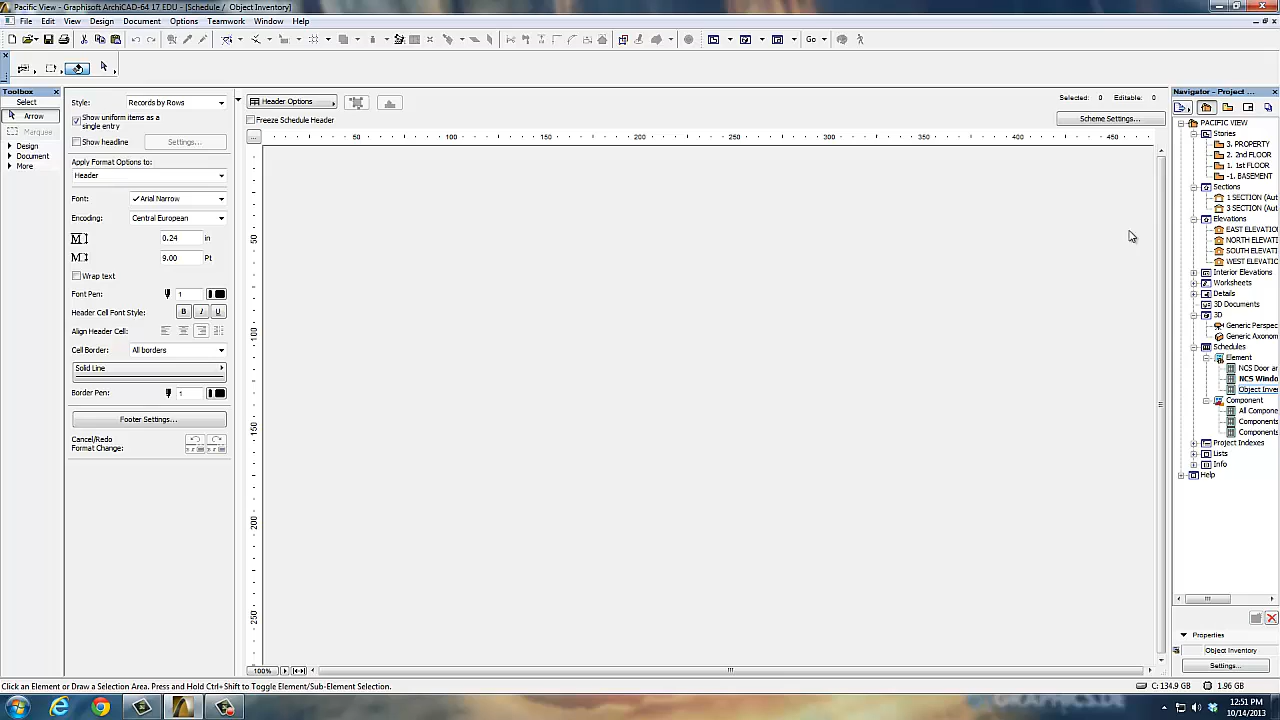 Pacific View - Graphisoft ArchiCAD-64 17 EDU - [Schedule / Object Inventory]
File Edit View Design Document Options Teamwork Window Help
Go
Toolbox
Select
Arrow
Marquee
Design
Document
More
Style: Records by Rows
Show uniform items as a
single entry
Show headline Settings...
Apply Format Options to:
Header
Font: Arial Narrow
Encoding: Central European
0.24 in
9.00 Pt
Wrap text
Font Pen: 1
Header Cell Font Style: B I U
Align Header Cell:
Cell Border: All borders
Solid Line
Border Pen: 1
Footer Settings...
Cancel/Redo
Format Change:
Header Options
Freeze Schedule Header
Selected: 0 Editable: 0
Scheme Settings...
50 100 150 200 250 300 350 400 450
50
100
150
200
250
100%
Navigator - Project ...
PACIFIC VIEW
Stories
3. PROPERTY
2. 2nd FLOOR
1. 1st FLOOR
-1. BASEMENT
Sections
1 SECTION (Aut
3 SECTION (Aut
Elevations
EAST ELEVATIO
NORTH ELEVATI
SOUTH ELEVATI
WEST ELEVATIO
Interior Elevations
Worksheets
Details
3D Documents
3D
Generic Perspec
Generic Axonom
Schedules
Element
NCS Door ar
NCS Windo
Object Inver
Component
All Compone
Components
Components
Project Indexes
Lists
Info
Help
Properties
Object Inventory
Settings...
Click an Element or Draw a Selection Area. Press and Hold Ctrl+Shift to Toggle Element/Sub-Element Selection.
C: 134.9 GB 1.96 GB
GRAPHICS.DE
12:51 PM
10/14/2013